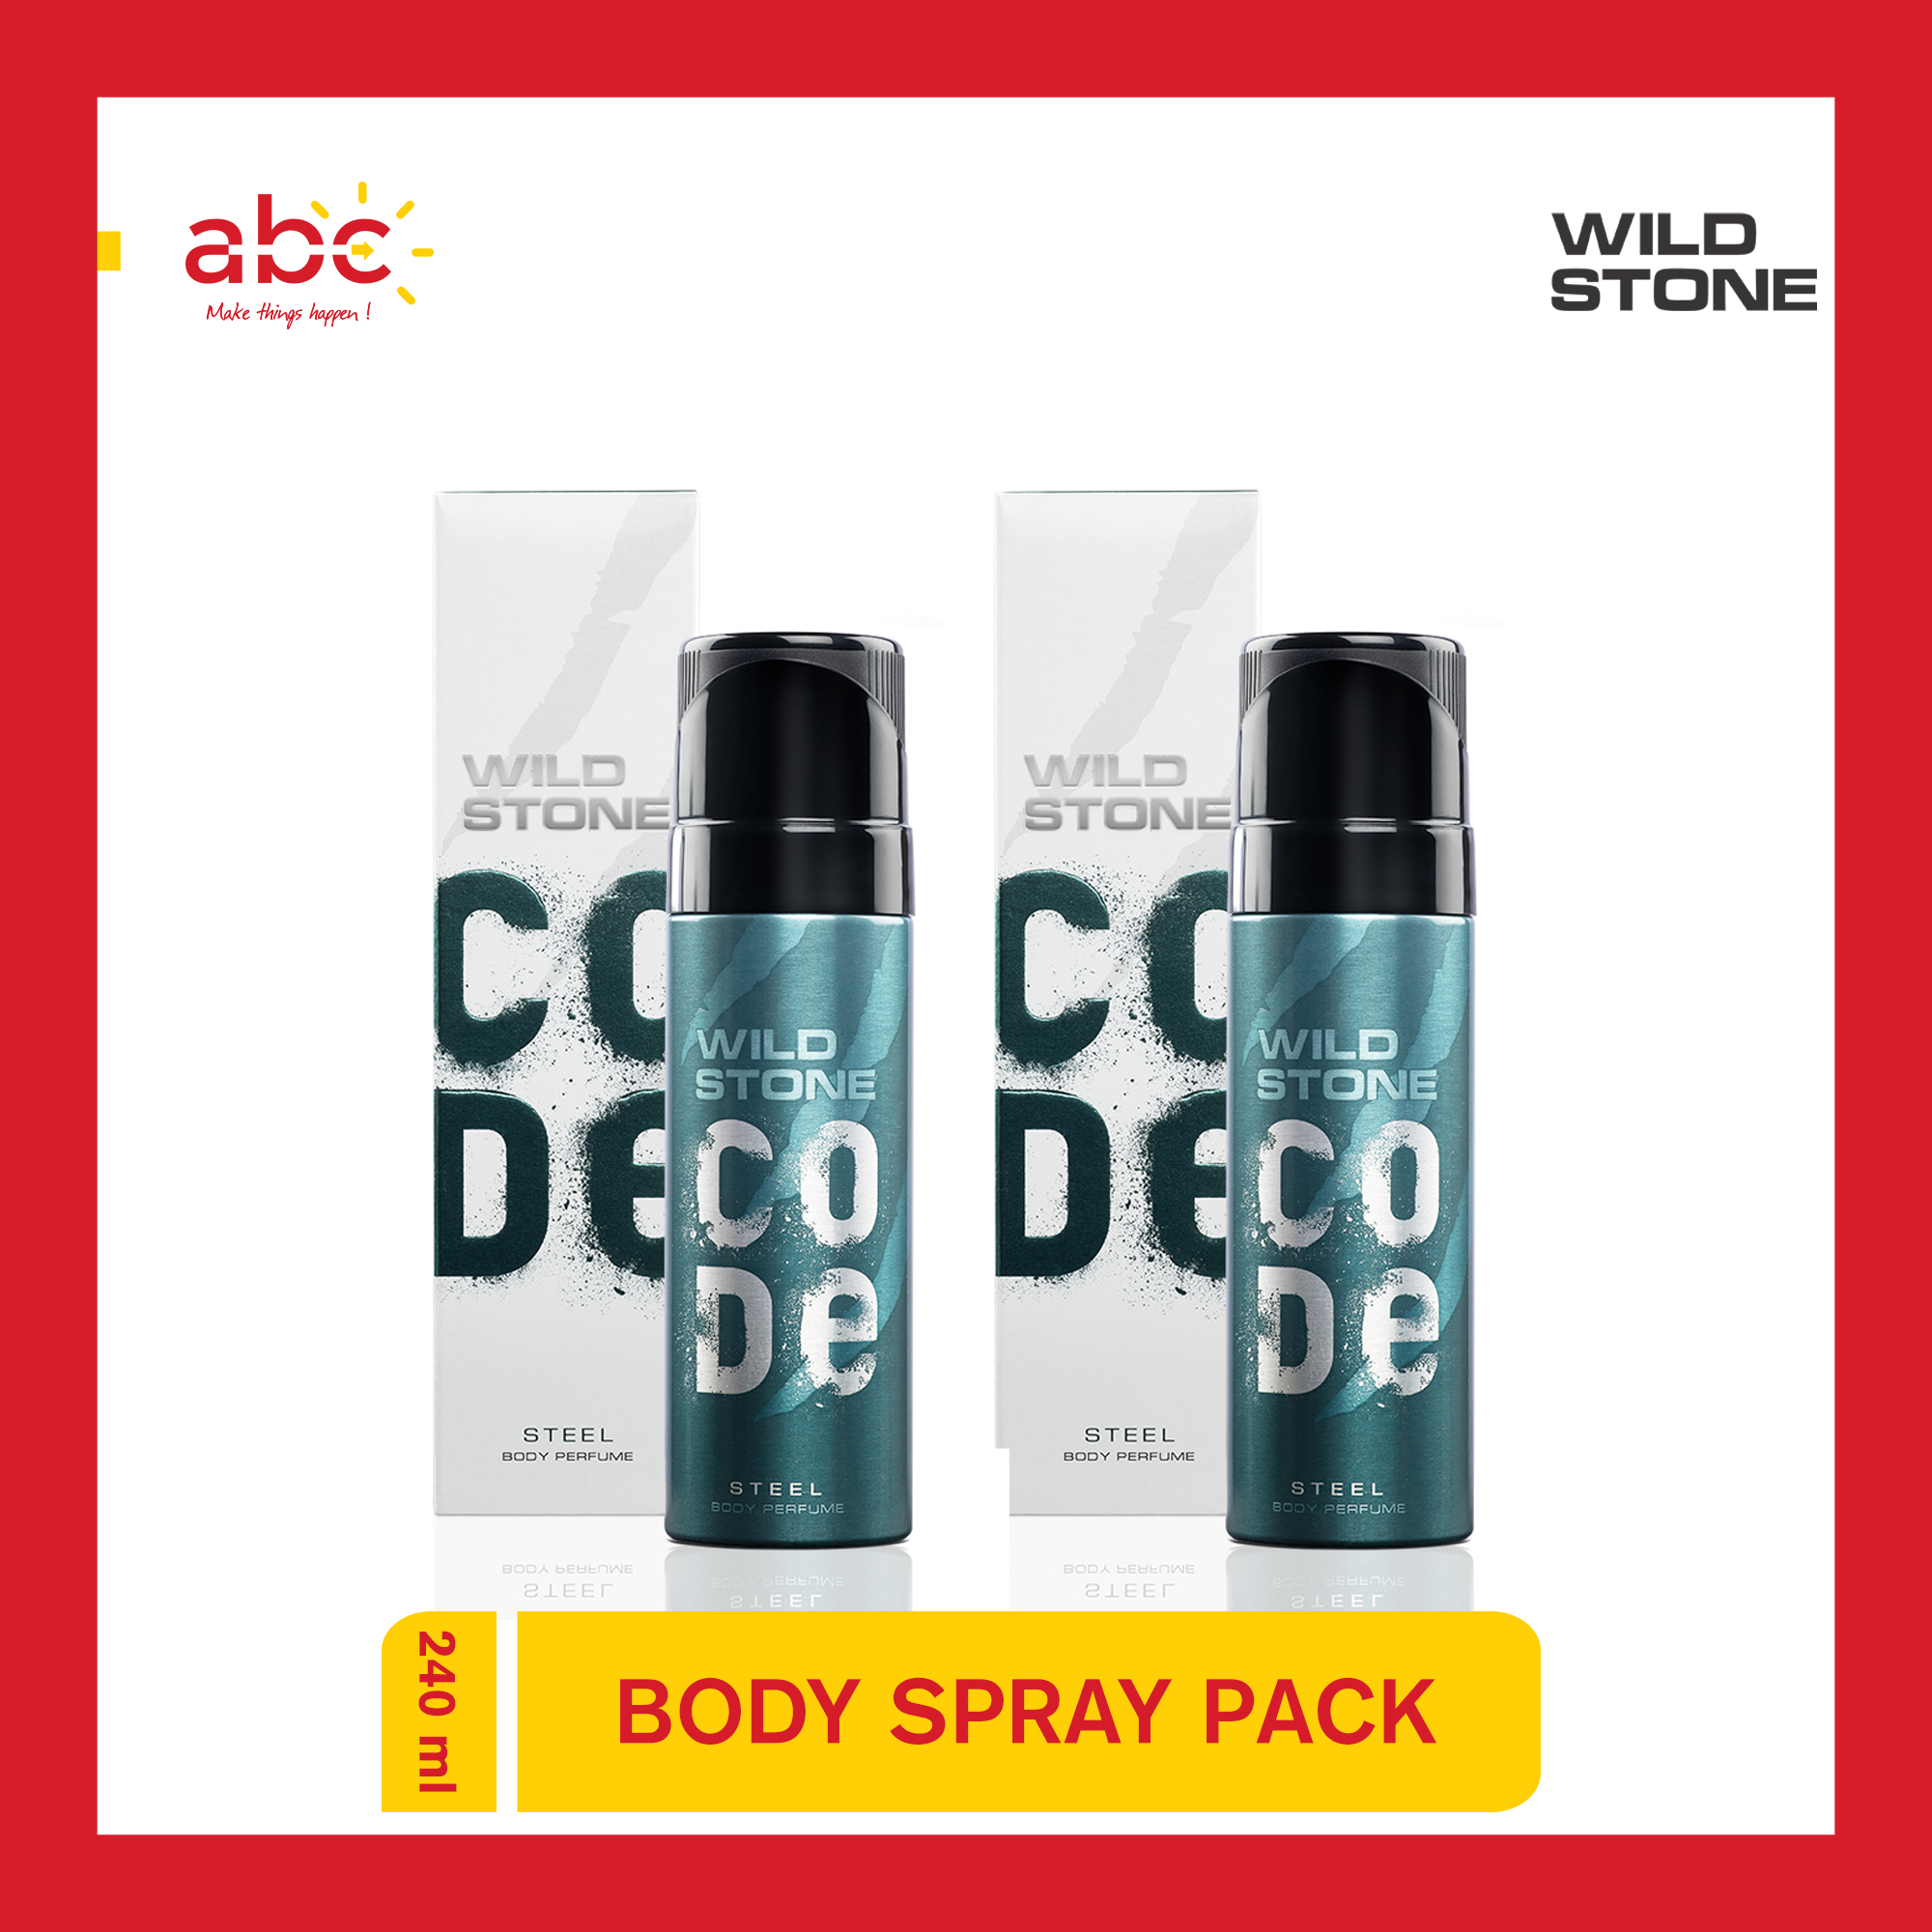 abc
Make things happen !
WILD
STONE
WILD
STONE
CO
De
STEEL
BODY PERFUME
WILD
STONE
CO
De
STEEL
BODY PERFUME
WILD
STONE
CO
De
STEEL
BODY PERFUME
WILD
STONE
CO
De
STEEL
BODY PERFUME
240 ml
BODY SPRAY PACK